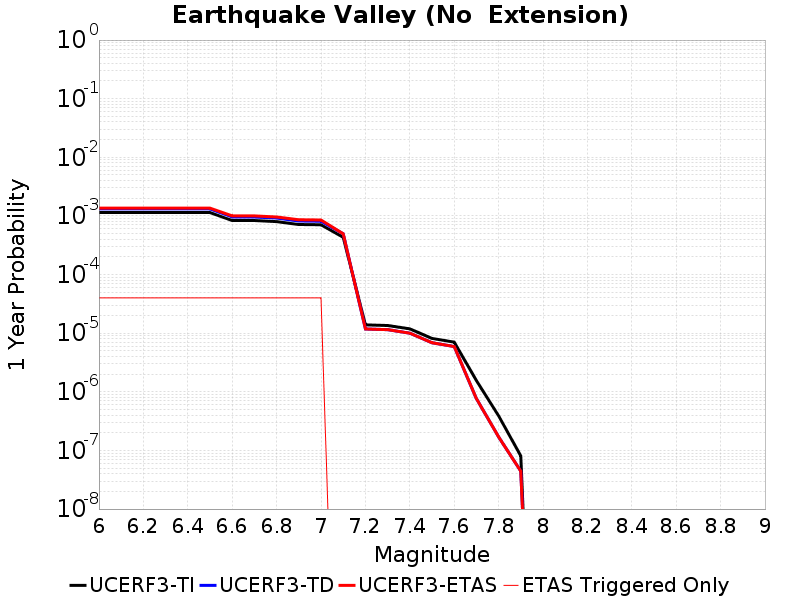 Earthquake Valley (No  Extension)
10^0
10^-1
10^-2
10^-3
10^-4
10^-5
10^-6
10^-7
10^-8
1 Year Probability
6 6.2 6.4 6.6 6.8 7 7.2 7.4 7.6 7.8 8 8.2 8.4 8.6 8.8 9
Magnitude
UCERF3-TI UCERF3-TD UCERF3-ETAS ETAS Triggered Only